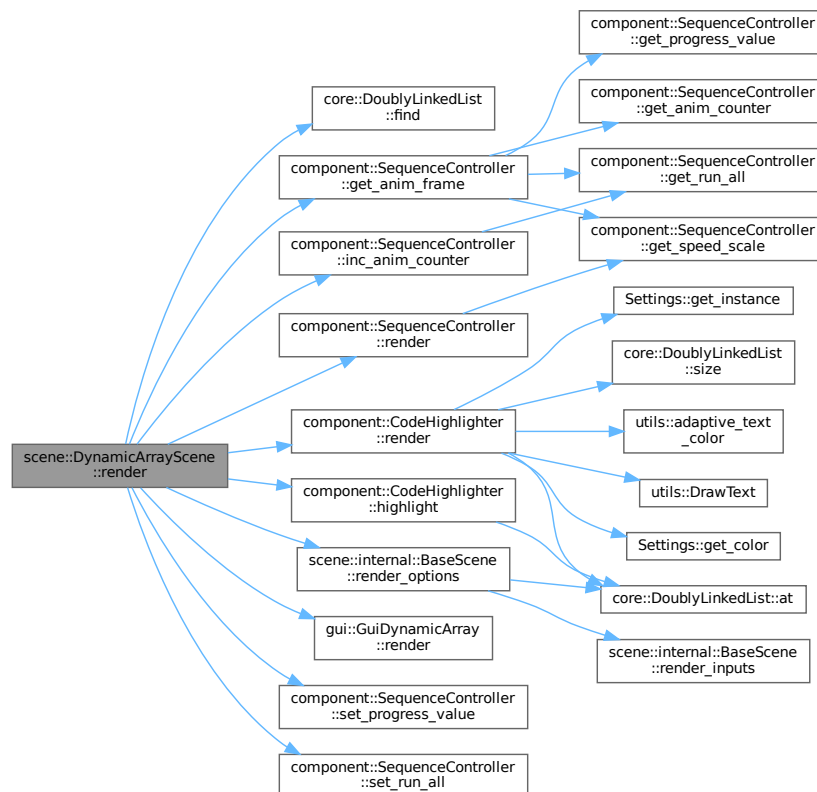 scene::DynamicArrayScene
::render
core::DoublyLinkedList
::find
component::SequenceController
::get_anim_frame
component::SequenceController
::inc_anim_counter
component::SequenceController
::render
component::CodeHighlighter
::render
component::CodeHighlighter
::highlight
scene::internal::BaseScene
::render_options
gui::GuiDynamicArray
::render
component::SequenceController
::set_progress_value
component::SequenceController
::set_run_all
component::SequenceController
::get_progress_value
component::SequenceController
::get_anim_counter
component::SequenceController
::get_run_all
component::SequenceController
::get_speed_scale
Settings::get_instance
core::DoublyLinkedList
::size
utils::adaptive_text
_color
utils::DrawText
Settings::get_color
core::DoublyLinkedList::at
scene::internal::BaseScene
::render_inputs